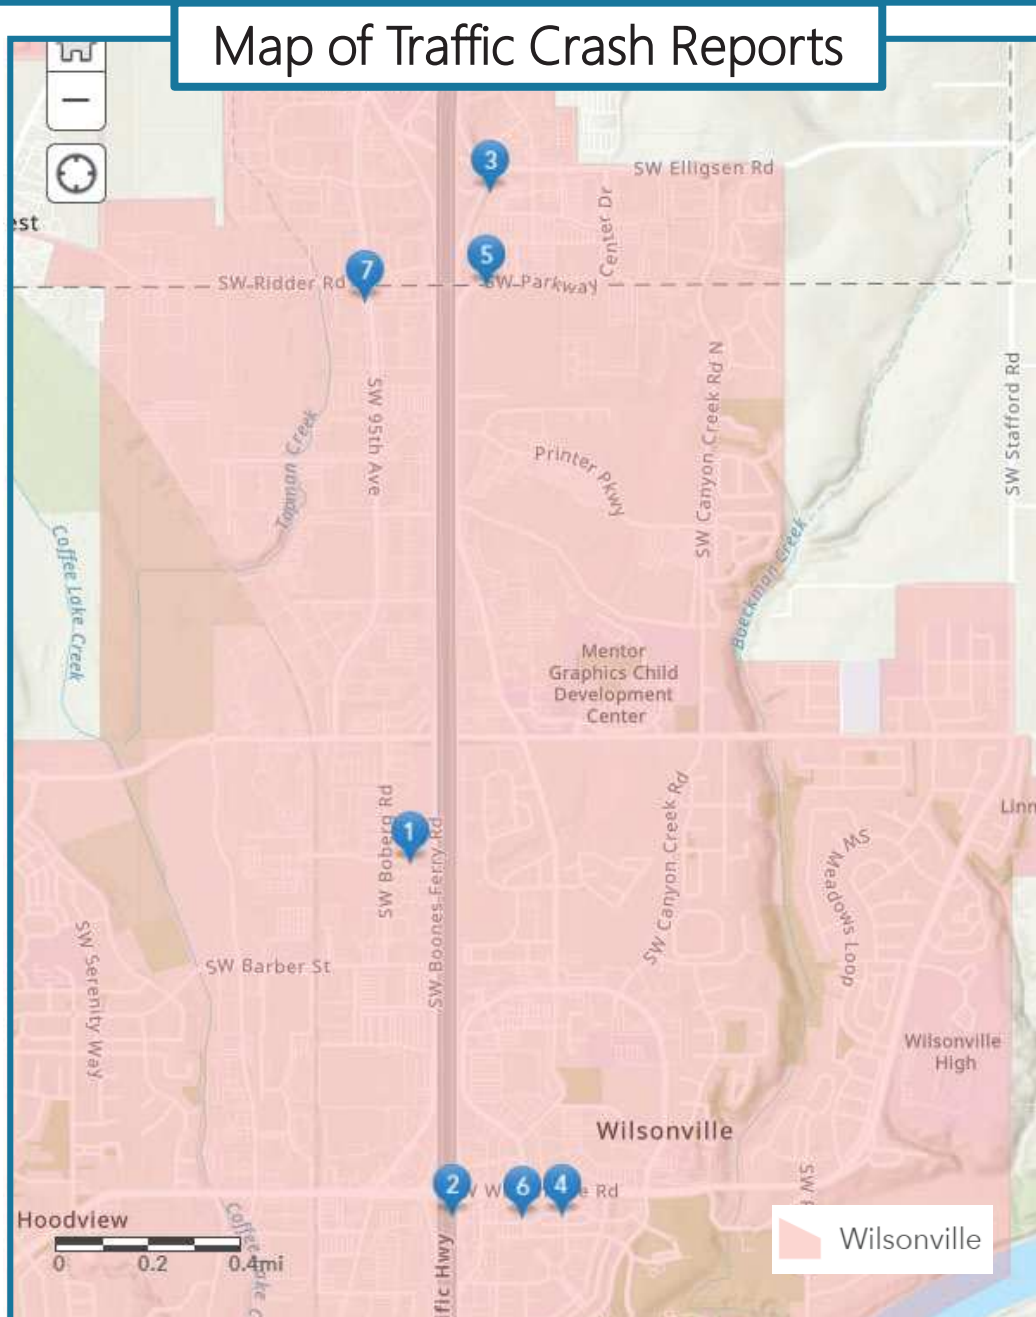 Map of Traffic Crash Reports
3
SW Elligsen Rd
Center Dr
5
7
SW Ridder Rd
SW Parkway
SW 95th Ave
SW Canyon Creek Rd N
SW Stafford Rd
Tapman Creek
Printer Pkwy
Coffee Lake Creek
Boeckman Creek
Mentor
Graphics Child
Development
Center
SW Boberg Rd
1
SW Boones Ferry Rd
SW Canyon Creek Rd
SW Meadows Loop
SW Serenity Way
SW Barber St
Wilsonville
High
Wilsonville
2
6
4
Rd
SW
Hoodview
0
0.2
0.4mi
Wilsonville